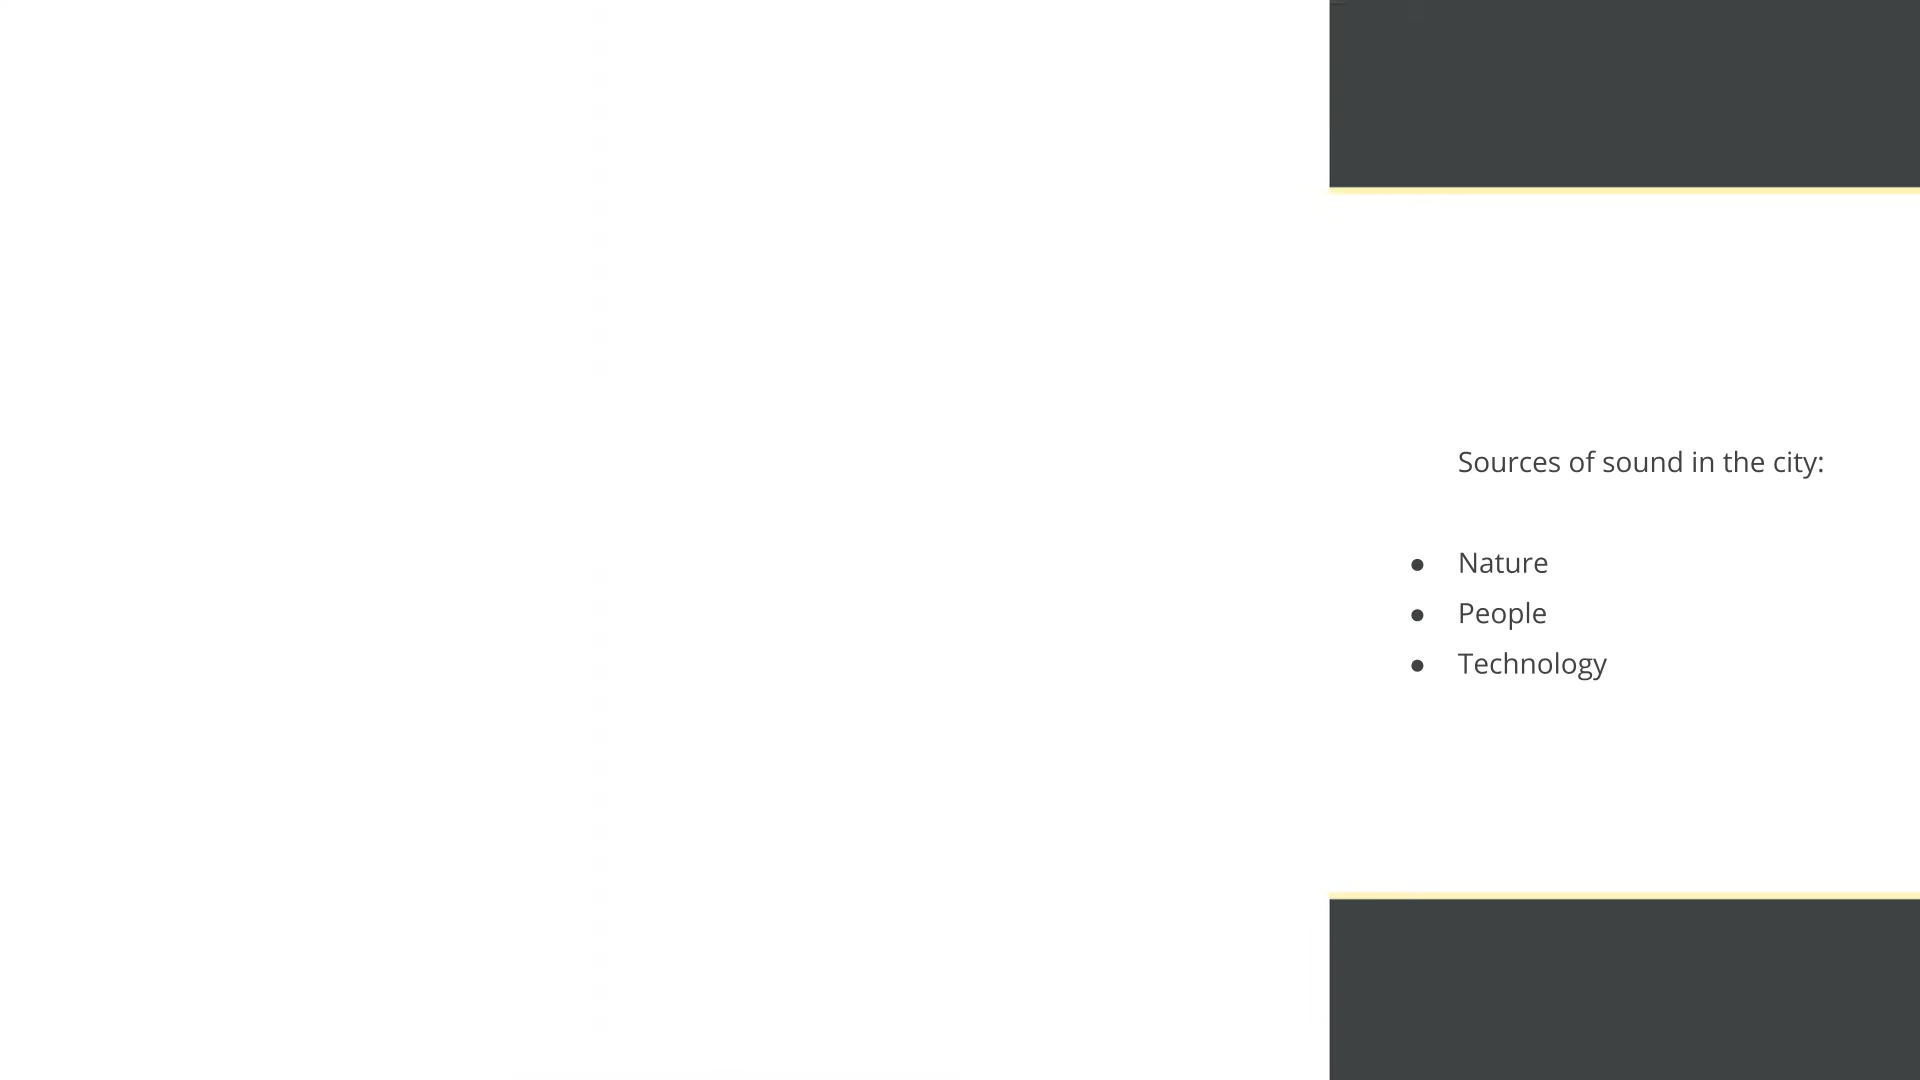 Sources of sound in the city:
● Nature
● People
● Technology